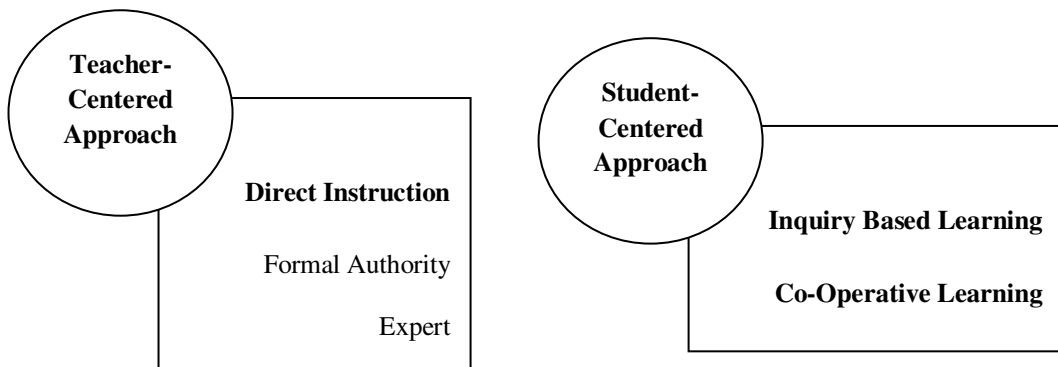 Teacher-
Centered
Approach
Direct Instruction
Formal Authority
Expert
Student-
Centered
Approach
Inquiry Based Learning
Co-Operative Learning